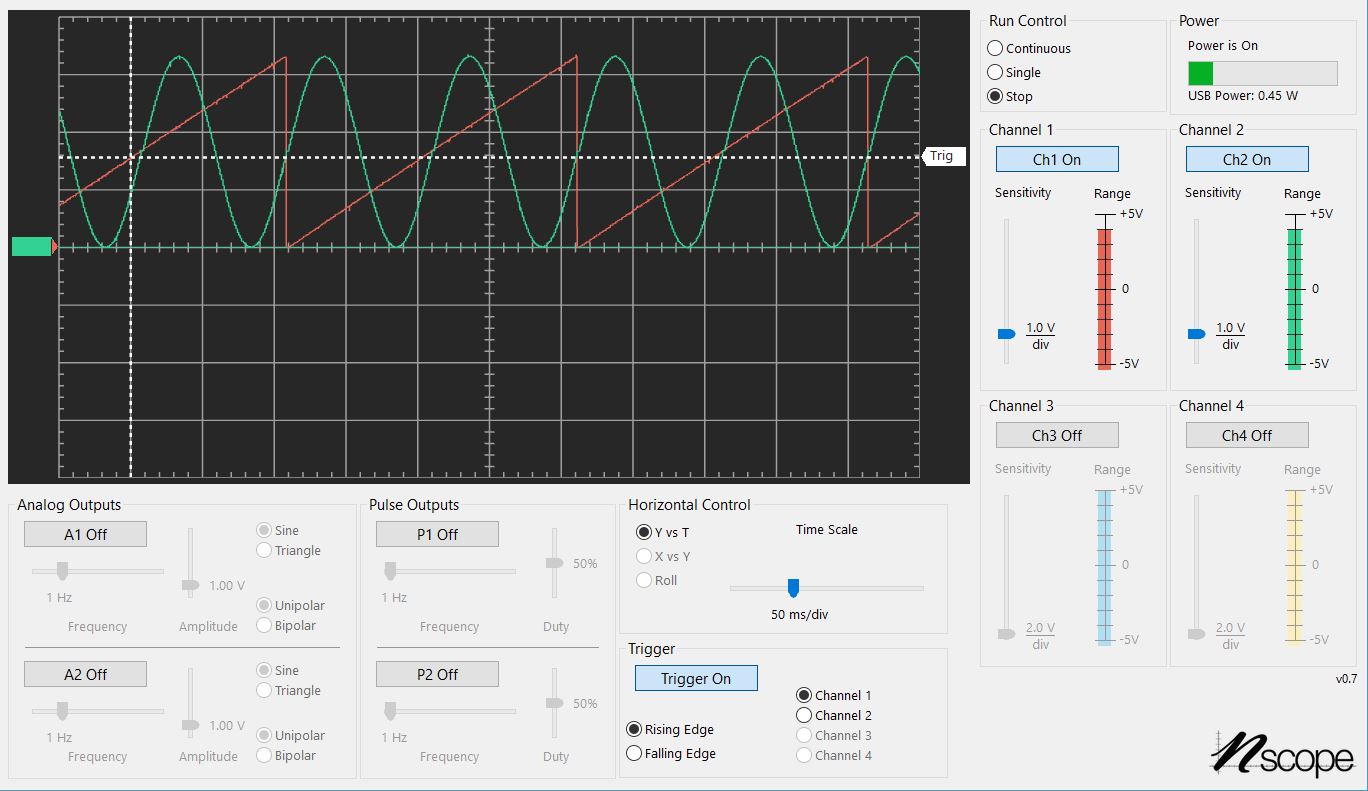 Trig
Run Control
Continuous
Single
Stop
Power
Power is On
USB Power: 0.45 W
Channel 1
Ch1 On
Sensitivity
Range
+5V
0
-5V
1.0 V
div
Channel 2
Ch2 On
Sensitivity
Range
+5V
0
-5V
1.0 V
div
Channel 3
Ch3 Off
Sensitivity
Range
+5V
0
-5V
2.0 V
div
Channel 4
Ch4 Off
Sensitivity
Range
+5V
0
-5V
2.0 V
div
Analog Outputs
A1 Off
1 Hz
Frequency
1.00 V
Amplitude
Sine
Triangle
Unipolar
Bipolar
A2 Off
1 Hz
Frequency
1.00 V
Amplitude
Sine
Triangle
Unipolar
Bipolar
Pulse Outputs
P1 Off
1 Hz
Frequency
50%
Duty
P2 Off
1 Hz
Frequency
50%
Duty
Horizontal Control
Y vs T
X vs Y
Roll
Time Scale
50 ms/div
Trigger
Trigger On
Rising Edge
Falling Edge
Channel 1
Channel 2
Channel 3
Channel 4
v0.7
nscope